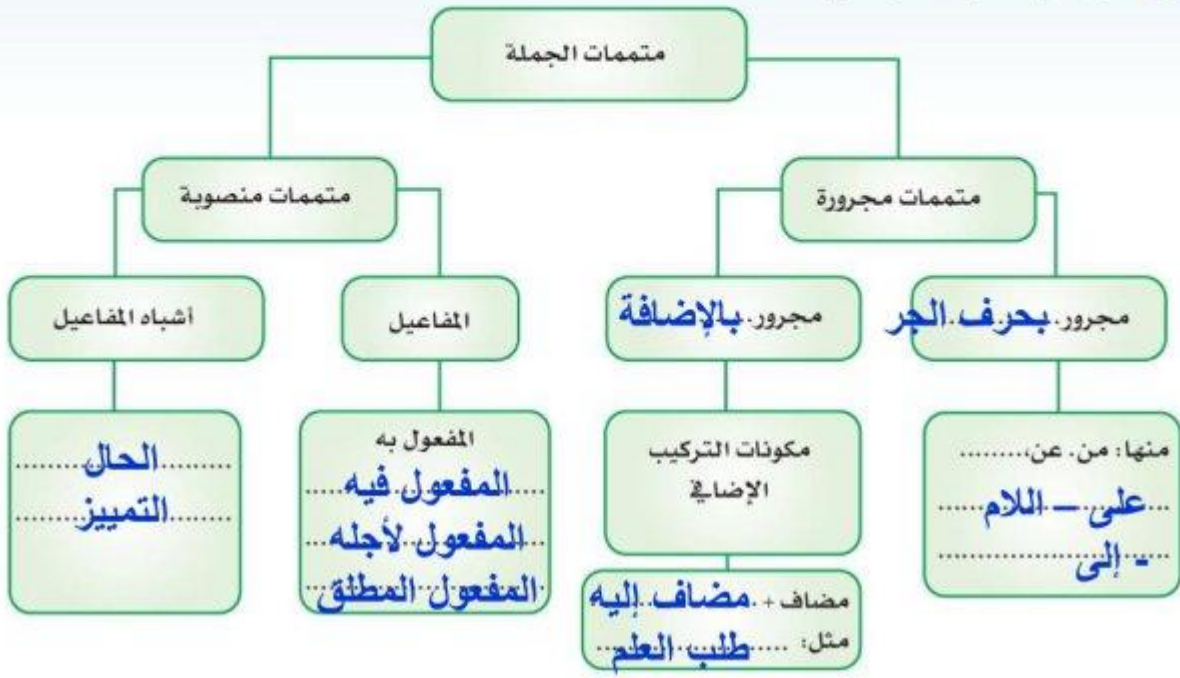 متممات الجملة
متممات مجرورة
متممات منصوبة
مجرور بحرف الجر
مجرور بالإضافة
المفاعيل
أشباه المفاعيل
منها: من. عن،.........
على – اللام
- إلى
مكونات التركيب
الإضافي
مضاف + مضاف إليه
مثل: طلب العلم
المفعول به
المفعول فيه
المفعول لأجله
المفعول المطلق
الحال
التمييز